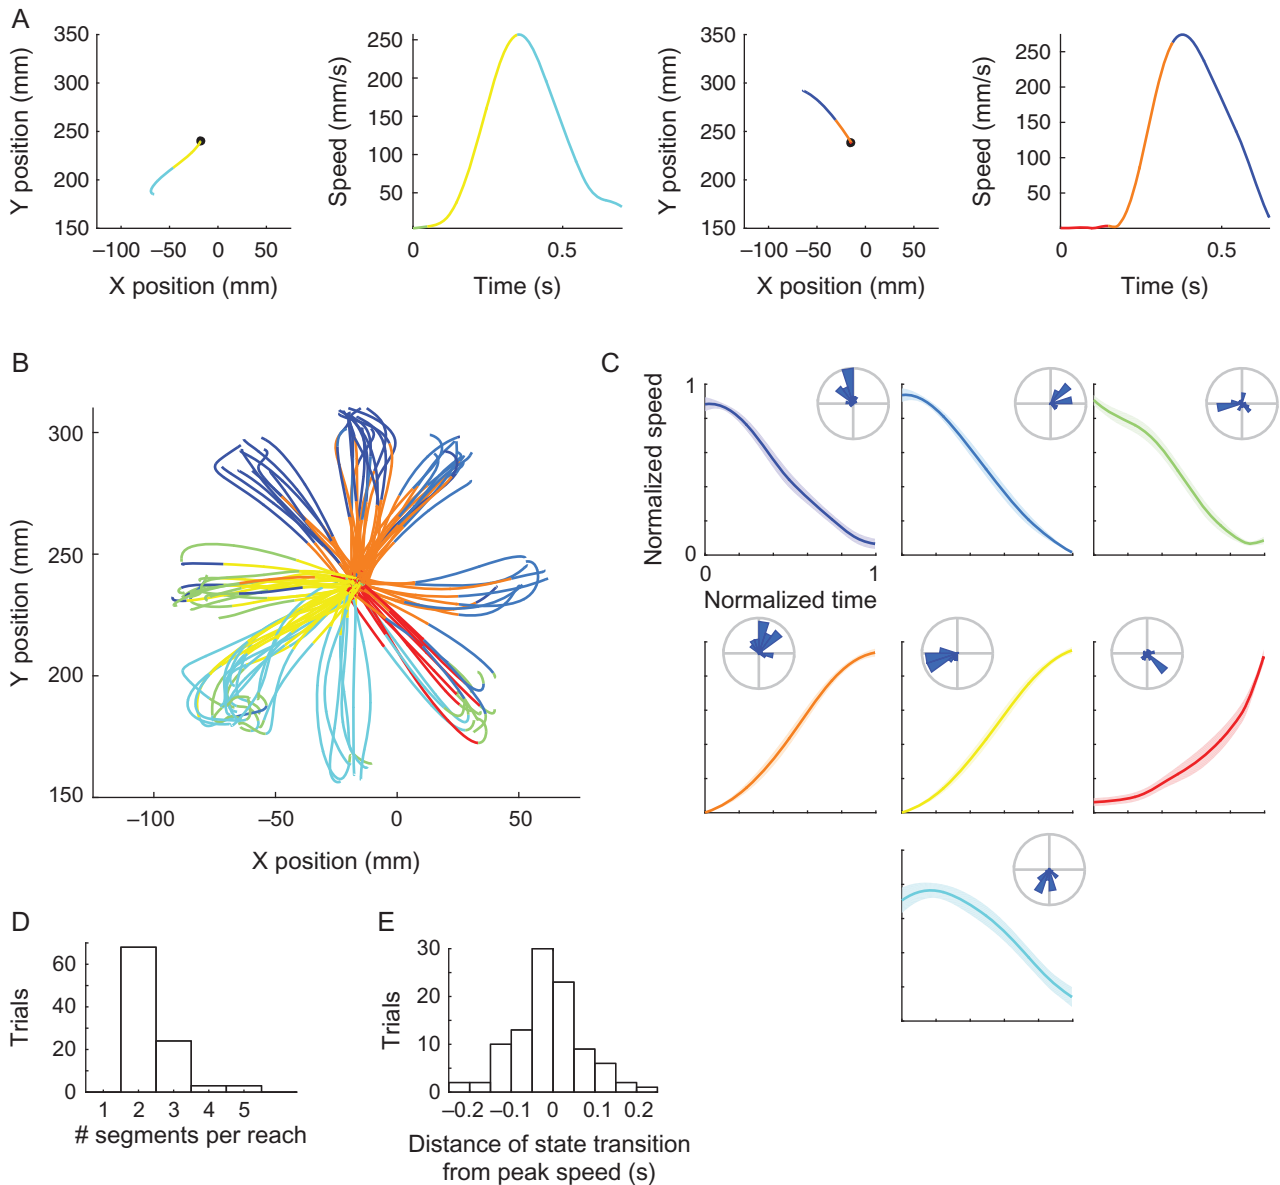 A
350
300
250
200
150
Y position (mm)
–100 –50 0 50
X position (mm)
250
200
150
100
50
Speed (mm/s)
0 0.5
Time (s)
350
300
250
200
150
Y position (mm)
–100 –50 0 50
X position (mm)
250
200
150
100
50
Speed (mm/s)
0 0.5
Time (s)
B
300
250
200
150
Y position (mm)
–100 –50 0 50
X position (mm)
C
1
0
Normalized speed
0 1
Normalized time
D
60
40
20
0
Trials
1 2 3 4 5
# segments per reach
E
30
20
10
0
Trials
–0.2 –0.1 0 0.1 0.2
Distance of state transition
from peak speed (s)